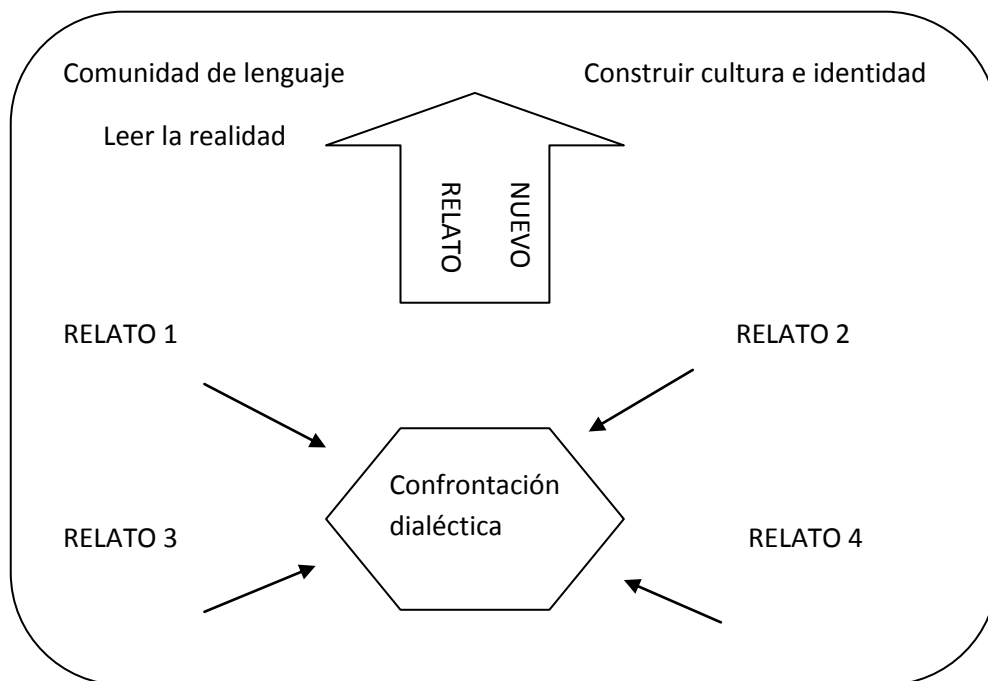 Comunidad de lenguaje
Construir cultura e identidad
Leer la realidad
NUEVO
RELATO
RELATO 1
RELATO 2
Confrontación
dialéctica
RELATO 3
RELATO 4